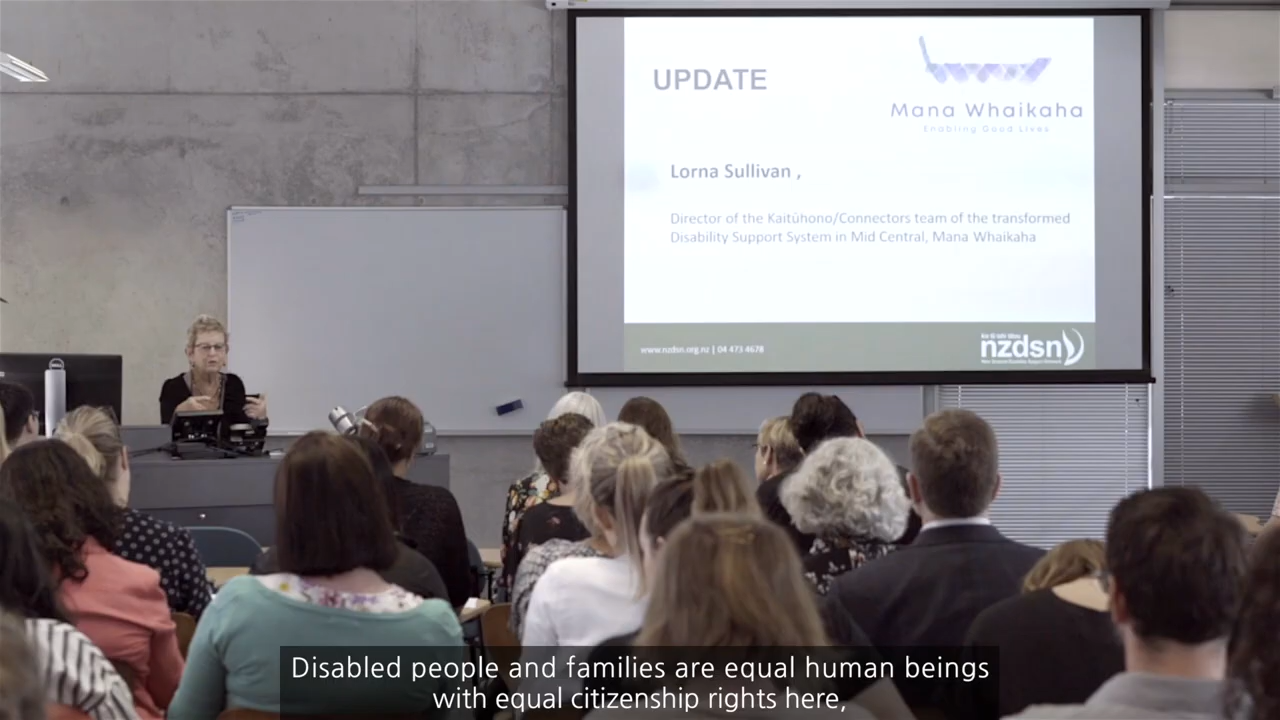 UPDATE
Mana Whaikaha
Enabling Good Lives
Lorna Sullivan ,
Director of the Kaitūhono/Connectors team of the transformed
Disability Support System in Mid Central, Mana Whaikaha
www.nzdsn.org.nz | 04 473 4678
nzdsn
DELL
Disabled people and families are equal human beings
with equal citizenship rights here,